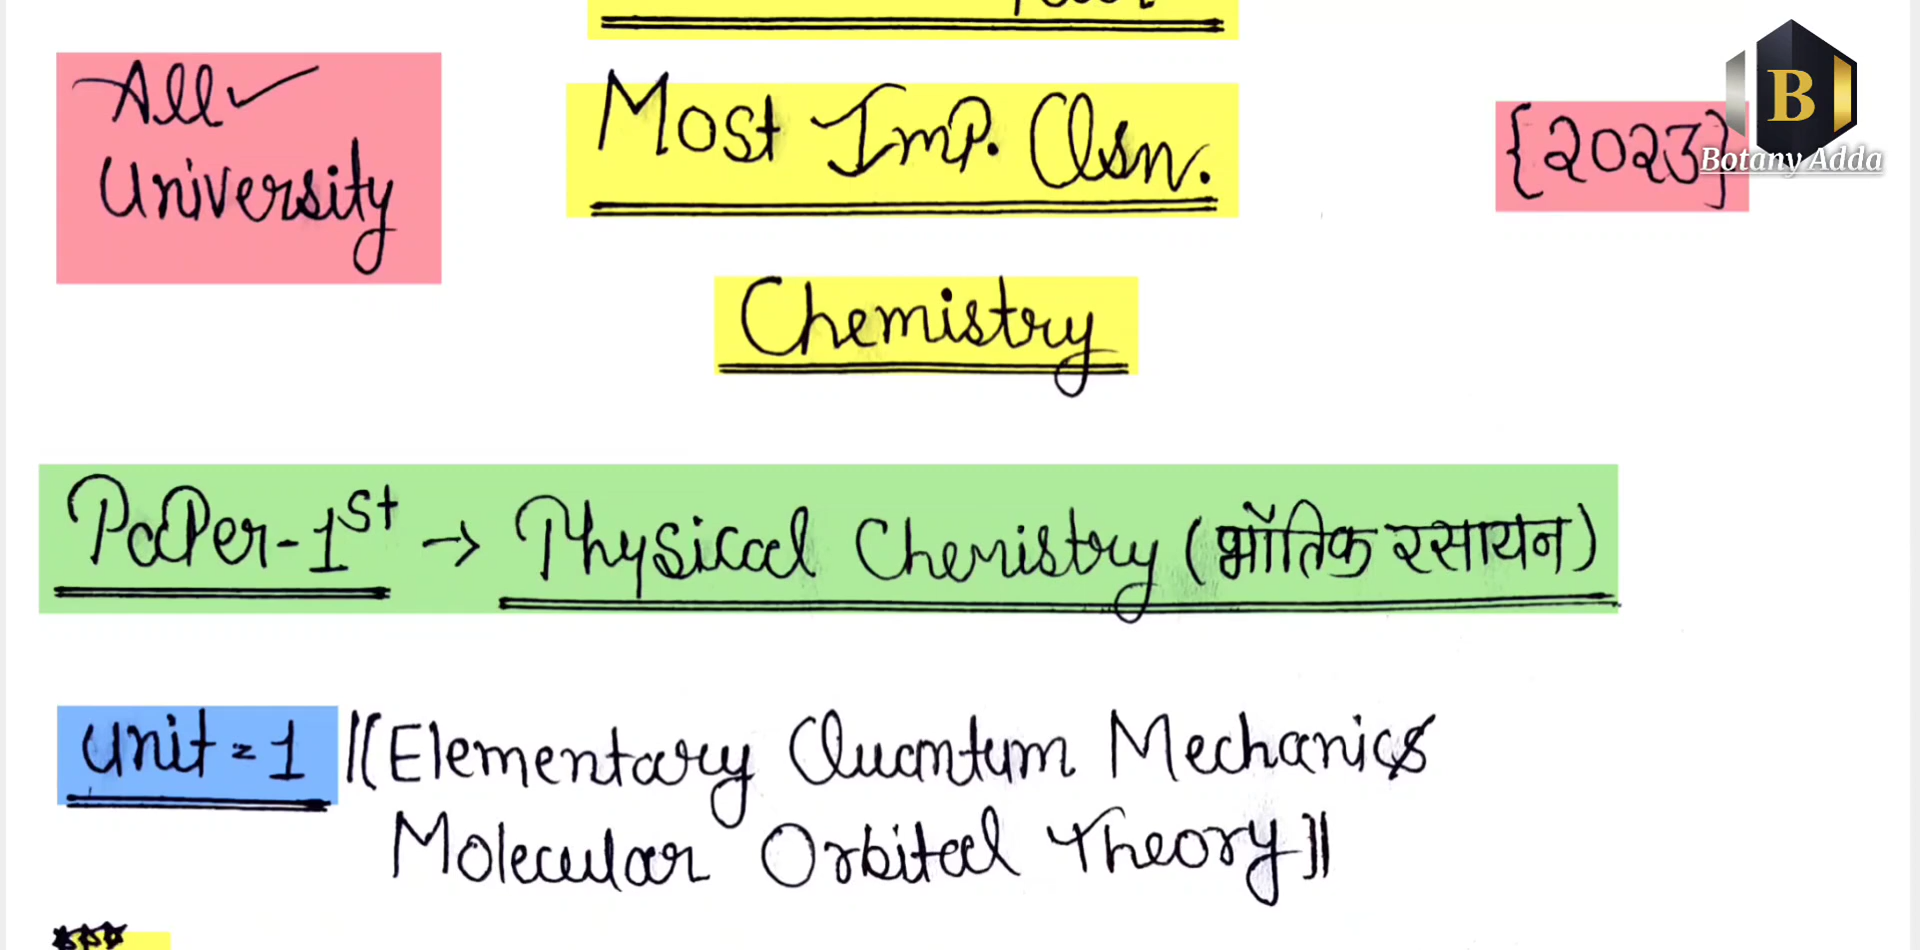 All
University
Most Imp. Qsn.
{2023}
B
Botany Adda
Chemistry
Paper-1st → Physical Chemistry (भौतिक रसायन)
Unit = 1 [(Elementary Quantum Mechanics
Molecular Orbital Theory]